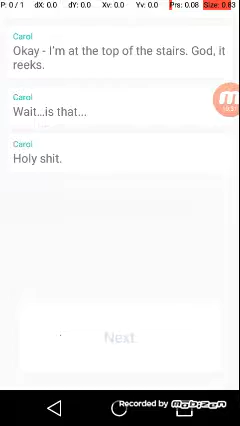 P: 0 / 1 dX: 0.0 dY: 0.0 Xv: 0.0 Yv: 0.0 Prs: 0.08 Size: 0.83
Carol
Okay - I'm at the top of the stairs. God, it
reeks.
Carol
Wait...is that...
Carol
Holy shit.
Next
Recorded by Mobizen